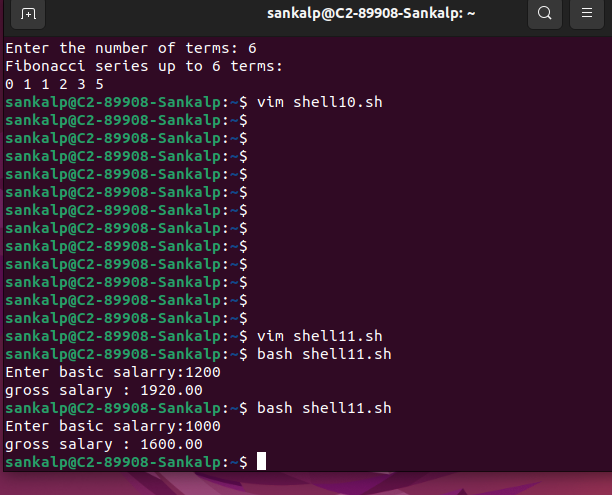 sankalp@C2-89908-Sankalp: ~
Enter the number of terms: 6
Fibonacci series up to 6 terms:
0 1 1 2 3 5
sankalp@C2-89908-Sankalp:~$ vim shell10.sh
sankalp@C2-89908-Sankalp:~$
sankalp@C2-89908-Sankalp:~$
sankalp@C2-89908-Sankalp:~$
sankalp@C2-89908-Sankalp:~$
sankalp@C2-89908-Sankalp:~$
sankalp@C2-89908-Sankalp:~$
sankalp@C2-89908-Sankalp:~$
sankalp@C2-89908-Sankalp:~$
sankalp@C2-89908-Sankalp:~$
sankalp@C2-89908-Sankalp:~$
sankalp@C2-89908-Sankalp:~$
sankalp@C2-89908-Sankalp:~$
sankalp@C2-89908-Sankalp:~$ vim shell11.sh
sankalp@C2-89908-Sankalp:~$ bash shell11.sh
Enter basic salarry:1200
gross salary : 1920.00
sankalp@C2-89908-Sankalp:~$ bash shell11.sh
Enter basic salarry:1000
gross salary : 1600.00
sankalp@C2-89908-Sankalp:~$